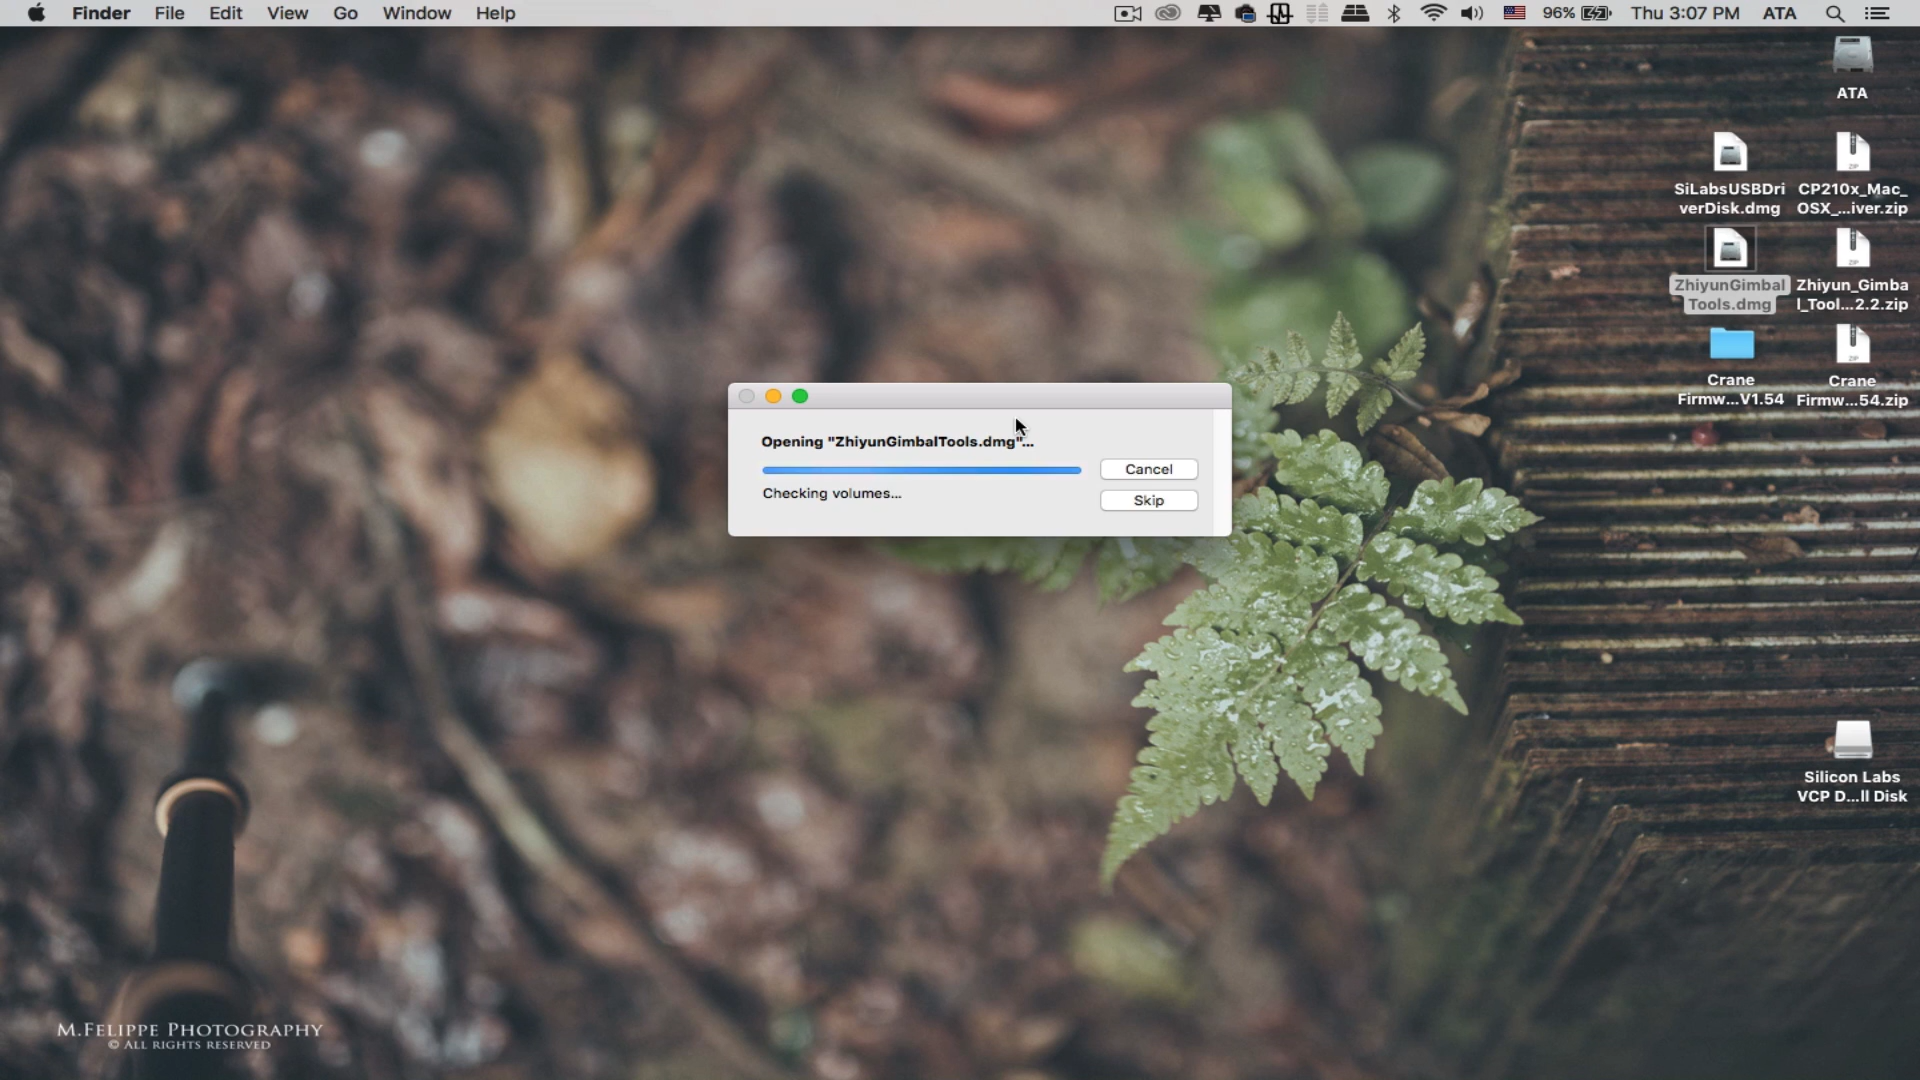 Finder File Edit View Go Window Help 96% Thu 3:07 PM ATA
ATA
SiLabsUSBDri
verDisk.dmg
CP210x_Mac_
OSX_...iver.zip
ZhiyunGimbal
Tools.dmg
Zhiyun_Gimba
l_Tool...2.2.zip
Crane
Firmw...V1.54
Crane
Firmw...54.zip
Opening "ZhiyunGimbalTools.dmg"...
Cancel
Checking volumes...
Skip
Silicon Labs
VCP D...ll Disk
M.Felippe Photography
© All rights reserved